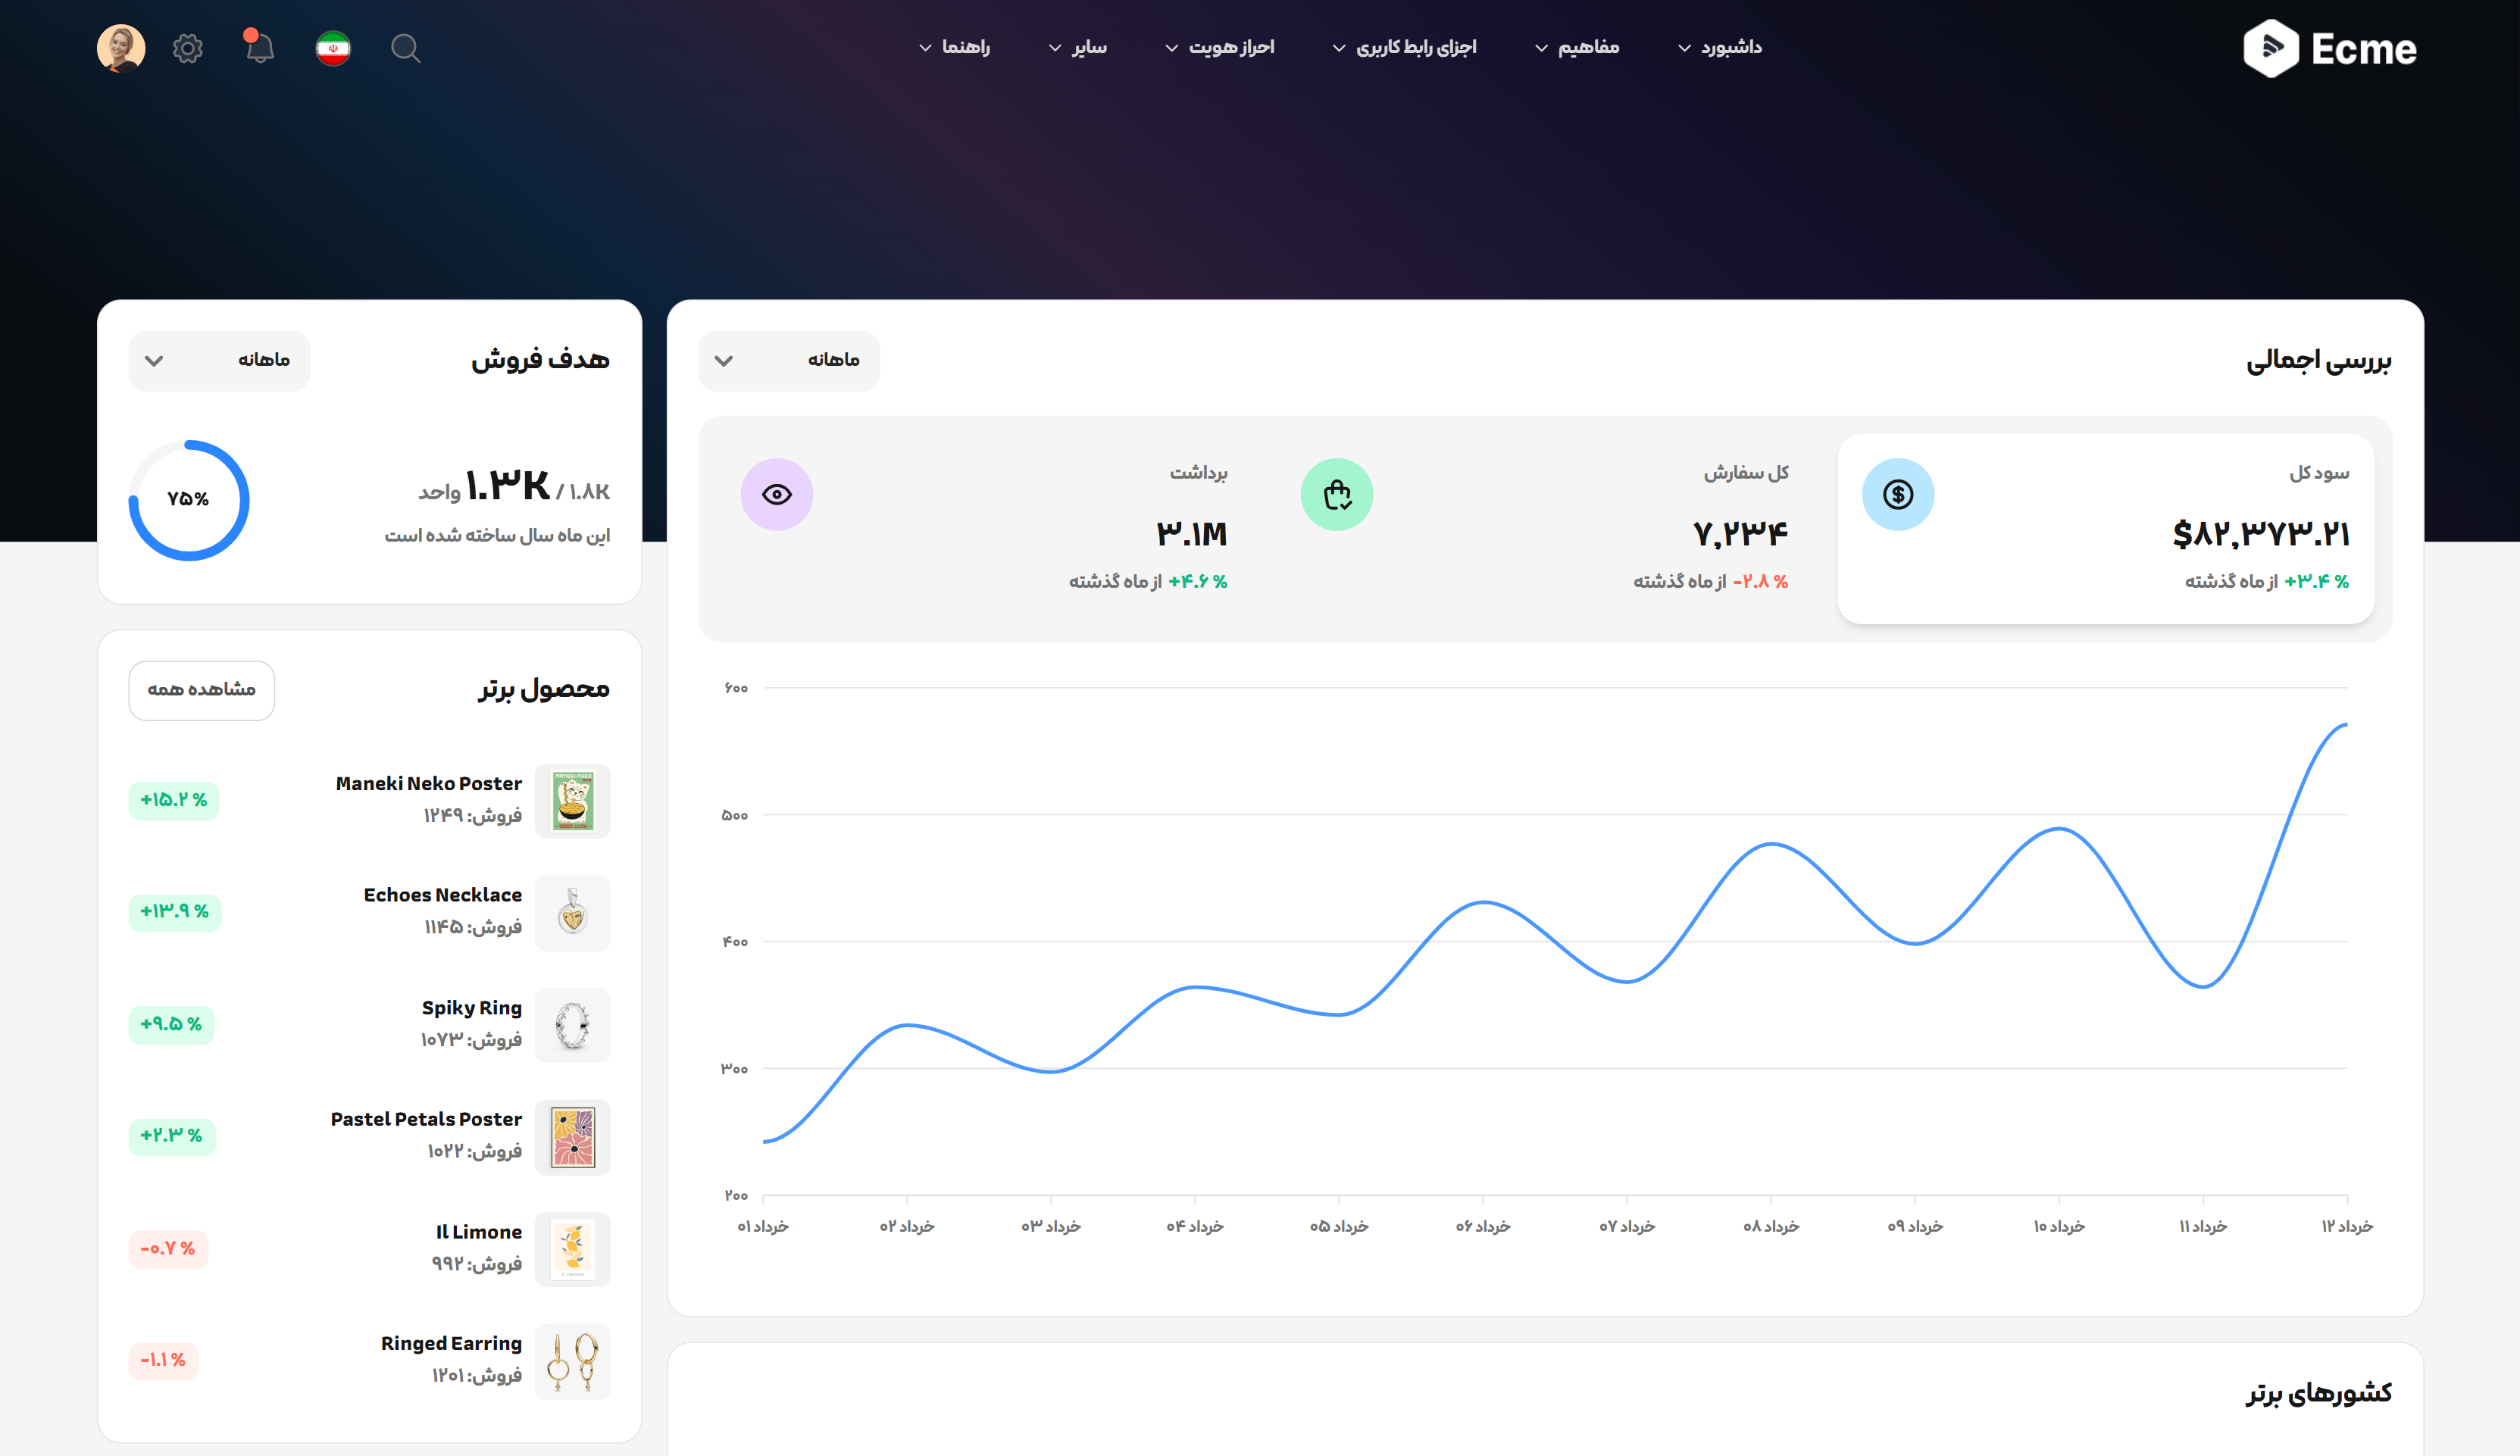 Ecme
داشبورد
مفاهیم
اجزای رابط کاربری
احراز هویت
سایر
راهنما
بررسی اجمالی
ماهانه
سود کل
$۸۲,۳۷۳.۲۱
+۳.۴ % از ماه گذشته
کل سفارش
۷,۲۳۴
-۲.۸ % از ماه گذشته
برداشت
۳.۱M
+۴.۶ % از ماه گذشته
۶۰۰
۵۰۰
۴۰۰
۳۰۰
۲۰۰
خرداد ۰۱
خرداد ۰۲
خرداد ۰۳
خرداد ۰۴
خرداد ۰۵
خرداد ۰۶
خرداد ۰۷
خرداد ۰۸
خرداد ۰۹
خرداد ۱۰
خرداد ۱۱
خرداد ۱۲
کشورهای برتر
هدف فروش
ماهانه
۱.۳K / ۱.۸K واحد
این ماه سال ساخته شده است
۷۵%
محصول برتر
مشاهده همه
Maneki Neko Poster
فروش: ۱۲۴۹
+۱۵.۲ %
Echoes Necklace
فروش: ۱۱۴۵
+۱۳.۹ %
Spiky Ring
فروش: ۱۰۷۳
+۹.۵ %
Pastel Petals Poster
فروش: ۱۰۲۲
+۲.۳ %
Il Limone
فروش: ۹۹۲
-۰.۷ %
Ringed Earring
فروش: ۱۲۰۱
-۱.۱ %